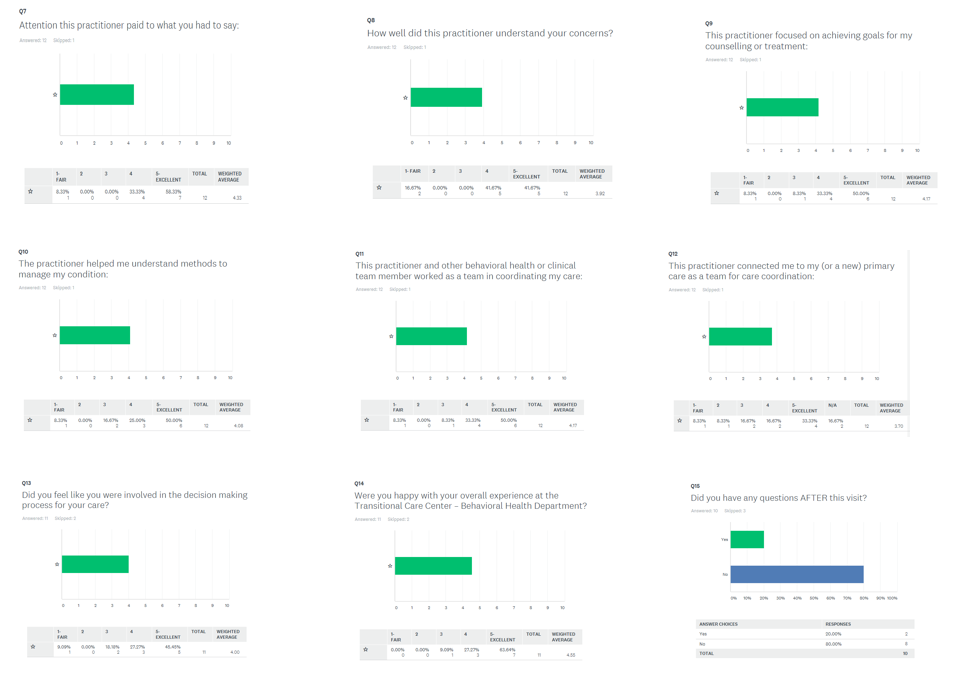 Q7
Attention this practitioner paid to what you had to say:
Answered: 12 Skipped: 1
0 1 2 3 4 5 6 7 8 9 10
1- FAIR 2 3 4 5- EXCELLENT TOTAL WEIGHTED AVERAGE
8.33% 0.00% 0.00% 33.33% 58.33%
1 0 0 4 7 12 4.33
Q8
How well did this practitioner understand your concerns?
Answered: 12 Skipped: 1
0 1 2 3 4 5 6 7 8 9 10
1- FAIR 2 3 4 5- EXCELLENT TOTAL WEIGHTED AVERAGE
16.67% 0.00% 0.00% 41.67% 41.67%
2 0 0 5 5 12 3.92
Q9
This practitioner focused on achieving goals for my
counselling or treatment:
Answered: 12 Skipped: 1
0 1 2 3 4 5 6 7 8 9 10
1- FAIR 2 3 4 5- EXCELLENT TOTAL WEIGHTED AVERAGE
8.33% 0.00% 8.33% 33.33% 50.00%
1 0 1 4 6 12 4.17
Q10
The practitioner helped me understand methods to
manage my condition:
Answered: 12 Skipped: 1
0 1 2 3 4 5 6 7 8 9 10
1- FAIR 2 3 4 5- EXCELLENT TOTAL WEIGHTED AVERAGE
8.33% 0.00% 16.67% 25.00% 50.00%
1 0 2 3 6 12 4.08
Q11
This practitioner and other behavioral health or clinical
team member worked as a team in coordinating my care:
Answered: 12 Skipped: 1
0 1 2 3 4 5 6 7 8 9 10
1- FAIR 2 3 4 5- EXCELLENT TOTAL WEIGHTED AVERAGE
8.33% 0.00% 8.33% 33.33% 50.00%
1 0 1 4 6 12 4.17
Q12
This practitioner connected me to my (or a new) primary
care as a team for care coordination:
Answered: 12 Skipped: 1
0 1 2 3 4 5 6 7 8 9 10
1- FAIR 2 3 4 5- EXCELLENT N/A TOTAL WEIGHTED AVERAGE
8.33% 8.33% 16.67% 16.67% 33.33% 16.67%
1 1 2 2 4 2 12 3.70
Q13
Did you feel like you were involved in the decision making
process for your care?
Answered: 11 Skipped: 2
0 1 2 3 4 5 6 7 8 9 10
1- FAIR 2 3 4 5- EXCELLENT TOTAL WEIGHTED AVERAGE
9.09% 0.00% 18.18% 27.27% 45.45%
1 0 2 3 5 11 4.00
Q14
Were you happy with your overall experience at the
Transitional Care Center – Behavioral Health Department?
Answered: 11 Skipped: 2
0 1 2 3 4 5 6 7 8 9 10
1- FAIR 2 3 4 5- EXCELLENT TOTAL WEIGHTED AVERAGE
0.00% 0.00% 9.09% 27.27% 63.64%
0 0 1 3 7 11 4.55
Q15
Did you have any questions AFTER this visit?
Answered: 10 Skipped: 3
Yes
No
0% 10% 20% 30% 40% 50% 60% 70% 80% 90% 100%
ANSWER CHOICES RESPONSES
Yes 20.00% 2
No 80.00% 8
TOTAL 10